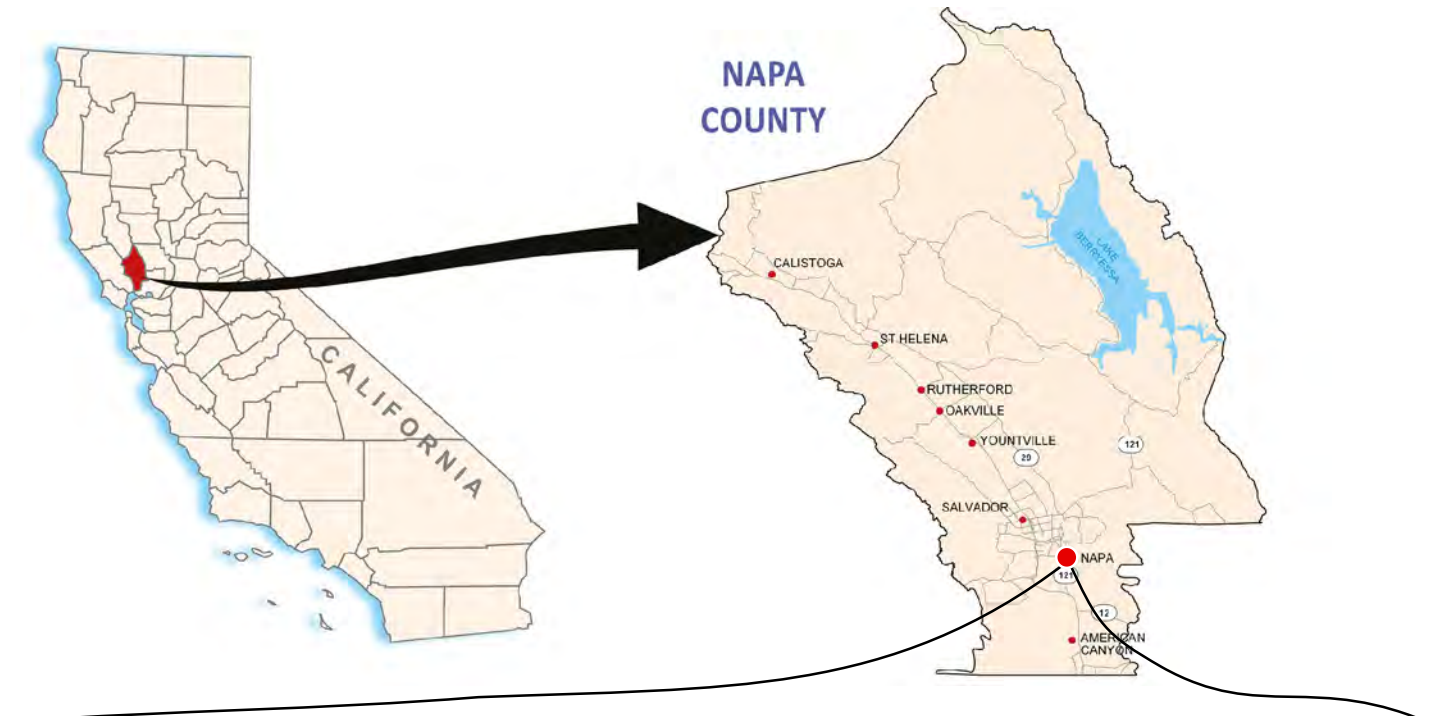 NAPA
COUNTY
CALIFORNIA
LAKE
BERRYESSA
CALISTOGA
ST HELENA
RUTHERFORD
OAKVILLE
YOUNTVILLE
121
29
SALVADOR
NAPA
121
12
AMERICAN
CANYON